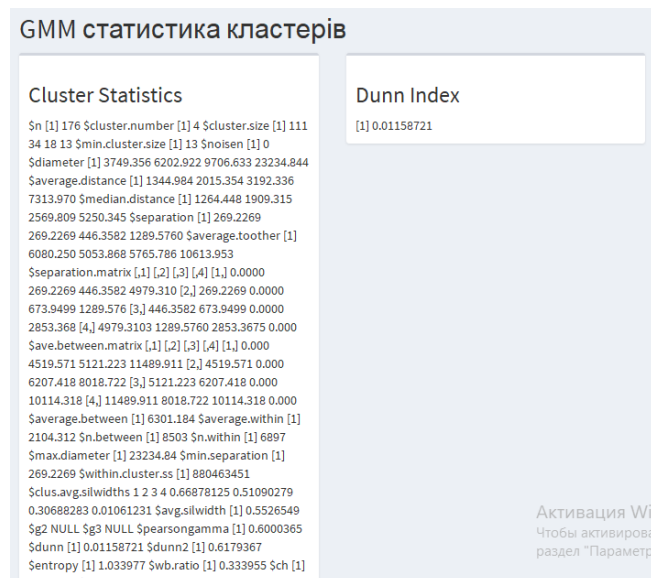 GMM статистика кластерів
Cluster Statistics
$n [1] 176 $cluster.number [1] 4 $cluster.size [1] 111
34 18 13 $min.cluster.size [1] 13 $noisen [1] 0
$diameter [1] 3749.356 6202.922 9706.633 23234.844
$average.distance [1] 1344.984 2015.354 3192.336
7313.970 $median.distance [1] 1264.448 1909.315
2569.809 5250.345 $separation [1] 269.2269
269.2269 446.3582 1289.5760 $average.toother [1]
6080.250 5053.868 5765.786 10613.953
$separation.matrix [,1] [,2] [,3] [,4] [1,] 0.0000
269.2269 446.3582 4979.310 [2,] 269.2269 0.0000
673.9499 1289.576 [3,] 446.3582 673.9499 0.0000
2853.368 [4,] 4979.3103 1289.5760 2853.3675 0.000
$ave.between.matrix [,1] [,2] [,3] [,4] [1,] 0.000
4519.571 5121.223 11489.911 [2,] 4519.571 0.000
6207.418 8018.722 [3,] 5121.223 6207.418 0.000
10114.318 [4,] 11489.911 8018.722 10114.318 0.000
$average.between [1] 6301.184 $average.within [1]
2104.312 $n.between [1] 8503 $n.within [1] 6897
$max.diameter [1] 23234.84 $min.separation [1]
269.2269 $within.cluster.ss [1] 880463451
$clus.avg.silwidths 1 2 3 4 0.66878125 0.51090279
0.30688283 0.01061231 $avg.silwidth [1] 0.5526549
$g2 NULL $g3 NULL $pearsongamma [1] 0.6000365
$dunn [1] 0.01158721 $dunn2 [1] 0.6179367
$entropy [1] 1.033977 $wb.ratio [1] 0.333955 $ch [1]
Dunn Index
[1] 0.01158721
Активация Wi
Чтобы активирова
раздел "Параметр